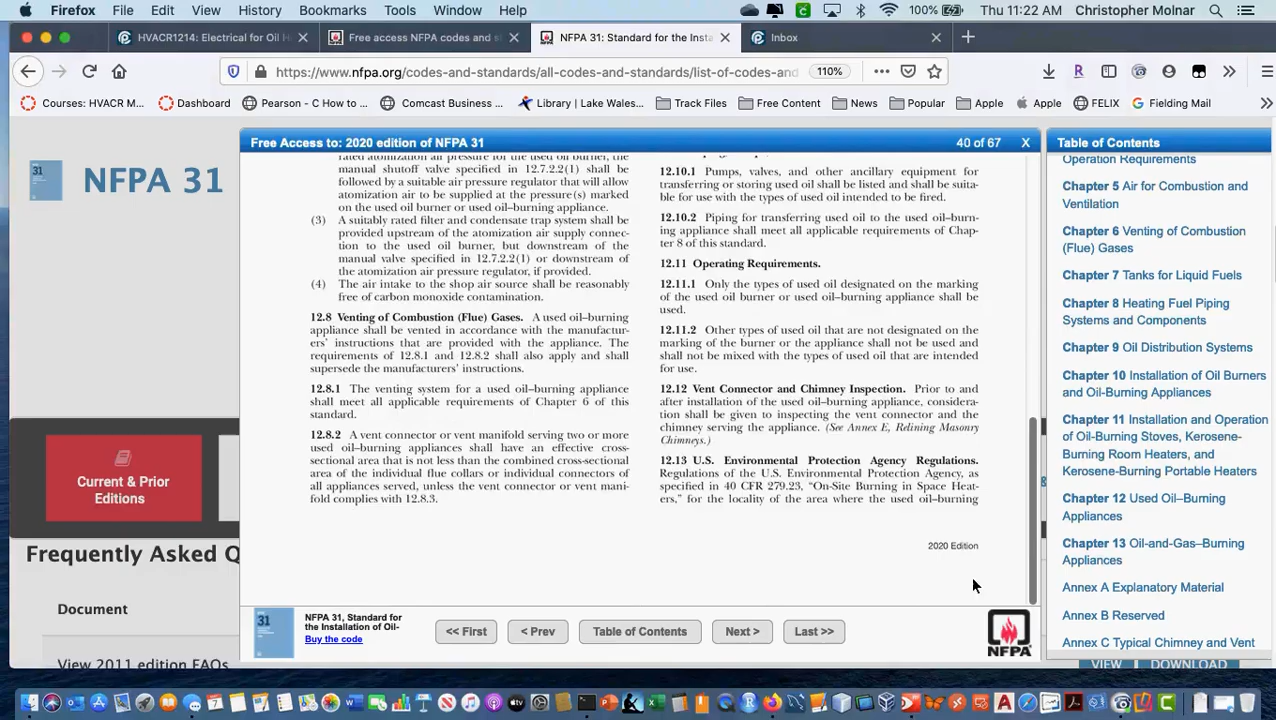 Firefox File Edit View History Bookmarks Tools Window Help 100% Thu 11:22 AM Christopher Molnar
HVACR1214: Electrical for Oil H
Free access NFPA codes and s
NFPA 31: Standard for the Insta
Inbox
https://www.nfpa.org/codes-and-standards/all-codes-and-standards/list-of-codes-and 110%
Courses: HVACR M... Dashboard Pearson - C How to ... Comcast Business ... Library | Lake Wales... Track Files Free Content News Popular Apple Apple FELIX Fielding Mail
NFPA 31
Current & Prior
Editions
Frequently Asked Q
Document
View 2011 edition FAQs
VIEW DOWNLOAD
Free Access to: 2020 edition of NFPA 31 40 of 67 X
rated atomization air pressure for the used oil burner, the
manual shutoff valve specified in 12.7.2.2(1) shall be
followed by a suitable air pressure regulator that will allow
atomization air to be supplied at the pressure(s) marked
on the used oil burner or used oil–burning appliance.
(3) A suitably rated filter and condensate trap system shall be
provided upstream of the atomization air supply connec-
tion to the used oil burner, but downstream of the
manual valve specified in 12.7.2.2(1) or downstream of
the atomization air pressure regulator, if provided.
(4) The air intake to the shop air source shall be reasonably
free of carbon monoxide contamination.
12.8 Venting of Combustion (Flue) Gases. A used oil–burning
appliance shall be vented in accordance with the manufactur-
ers' instructions that are provided with the appliance. The
requirements of 12.8.1 and 12.8.2 shall also apply and shall
supersede the manufacturers' instructions.
12.8.1 The venting system for a used oil–burning appliance
shall meet all applicable requirements of Chapter 6 of this
standard.
12.8.2 A vent connector or vent manifold serving two or more
used oil–burning appliances shall have an effective cross-
sectional area that is not less than the combined cross-sectional
area of the individual flue collars or individual connectors of
all appliances served, unless the vent connector or vent mani-
fold complies with 12.8.3.
12.10.1 Pumps, valves, and other ancillary equipment for
transferring or storing used oil shall be listed and shall be suita-
ble for use with the types of used oil intended to be fired.
12.10.2 Piping for transferring used oil to the used oil–burn-
ing appliance shall meet all applicable requirements of Chap-
ter 8 of this standard.
12.11 Operating Requirements.
12.11.1 Only the types of used oil designated on the marking
of the used oil burner or used oil–burning appliance shall be
used.
12.11.2 Other types of used oil that are not designated on the
marking of the burner or the appliance shall not be used and
shall not be mixed with the types of used oil that are intended
for use.
12.12 Vent Connector and Chimney Inspection. Prior to and
after installation of the used oil–burning appliance, considera-
tion shall be given to inspecting the vent connector and the
chimney serving the appliance. (See Annex E, Relining Masonry
Chimneys.)
12.13 U.S. Environmental Protection Agency Regulations.
Regulations of the U.S. Environmental Protection Agency, as
specified in 40 CFR 279.23, "On-Site Burning in Space Heat-
ers," for the locality of the area where the used oil–burning
2020 Edition
31
NFPA 31, Standard for
the Installation of Oil-
Buy the code
<< First < Prev Table of Contents Next > Last >>
NFPA
Table of Contents
Operation Requirements
Chapter 5 Air for Combustion and
Ventilation
Chapter 6 Venting of Combustion
(Flue) Gases
Chapter 7 Tanks for Liquid Fuels
Chapter 8 Heating Fuel Piping
Systems and Components
Chapter 9 Oil Distribution Systems
Chapter 10 Installation of Oil Burners
and Oil-Burning Appliances
Chapter 11 Installation and Operation
of Oil-Burning Stoves, Kerosene-
Burning Room Heaters, and
Kerosene-Burning Portable Heaters
Chapter 12 Used Oil–Burning
Appliances
Chapter 13 Oil-and-Gas–Burning
Appliances
Annex A Explanatory Material
Annex B Reserved
Annex C Typical Chimney and Vent